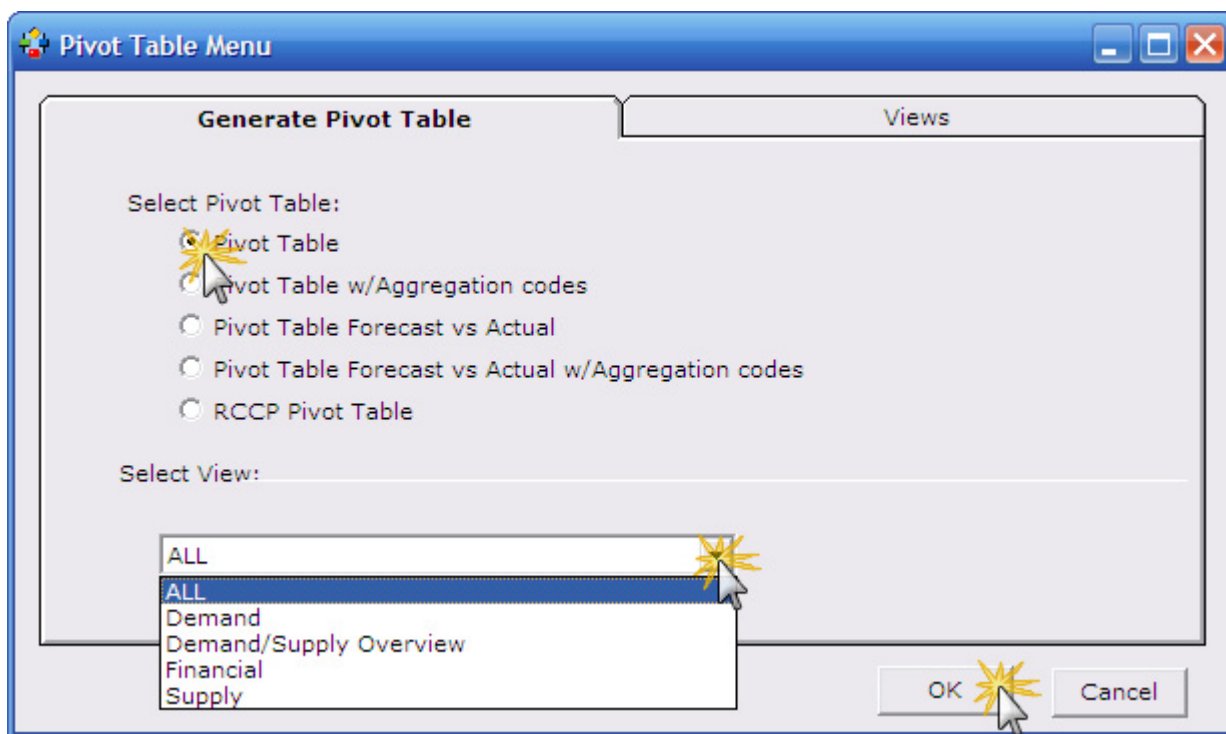 Pivot Table Menu
Generate Pivot Table
Views
Select Pivot Table:
Pivot Table
Pivot Table w/Aggregation codes
Pivot Table Forecast vs Actual
Pivot Table Forecast vs Actual w/Aggregation codes
RCCP Pivot Table
Select View:
ALL
ALL
Demand
Demand/Supply Overview
Financial
Supply
OK
Cancel